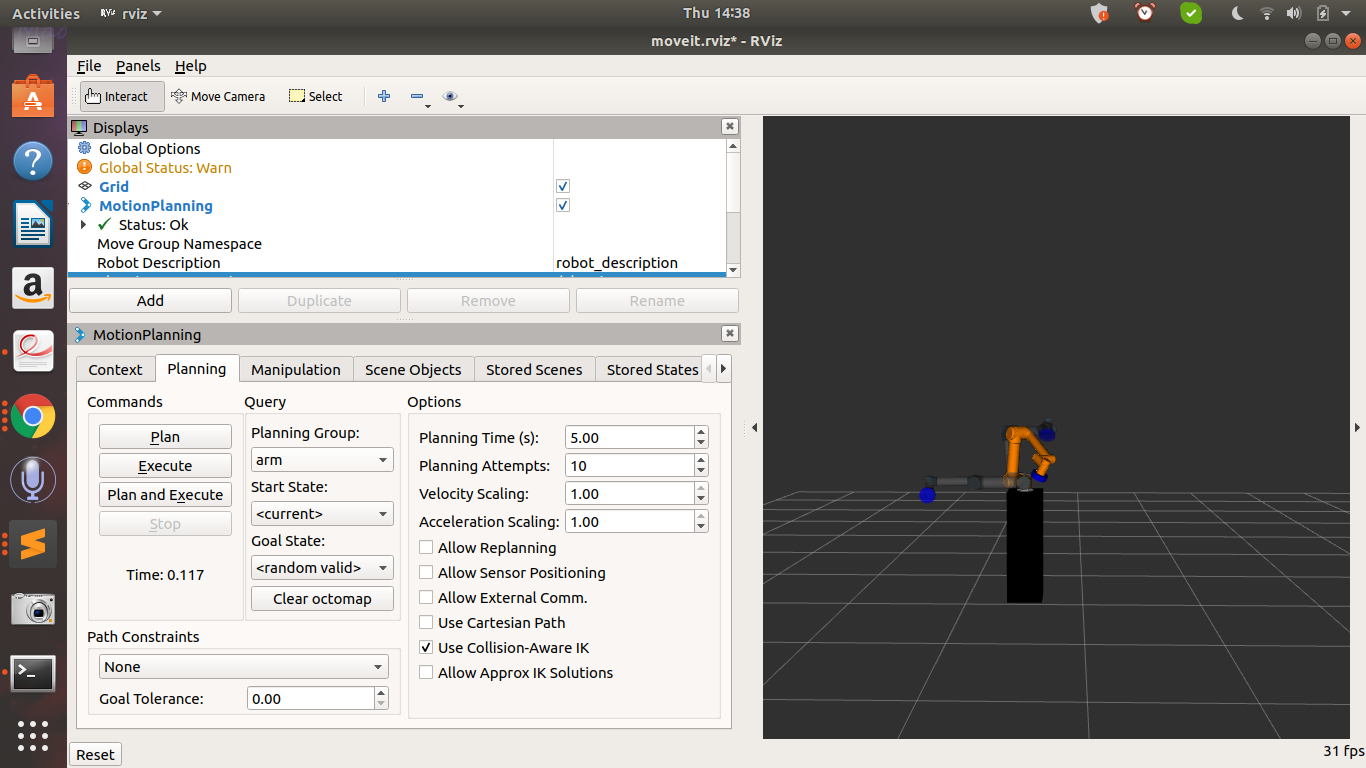 Activities rviz Thu 14:38
moveit.rviz* - RViz
File Panels Help
Interact Move Camera Select
Displays
Global Options
Global Status: Warn
Grid
MotionPlanning
Status: Ok
Move Group Namespace
Robot Description robot_description
Add Duplicate Remove Rename
MotionPlanning
Context Planning Manipulation Scene Objects Stored Scenes Stored States
Commands Query Options
Plan
Execute
Plan and Execute
Stop
Time: 0.117
Planning Group:
arm
Start State:
<current>
Goal State:
<random valid>
Clear octomap
Path Constraints
None
Goal Tolerance: 0.00
Planning Time (s): 5.00
Planning Attempts: 10
Velocity Scaling: 1.00
Acceleration Scaling: 1.00
Allow Replanning
Allow Sensor Positioning
Allow External Comm.
Use Cartesian Path
Use Collision-Aware IK
Allow Approx IK Solutions
Reset
31 fps